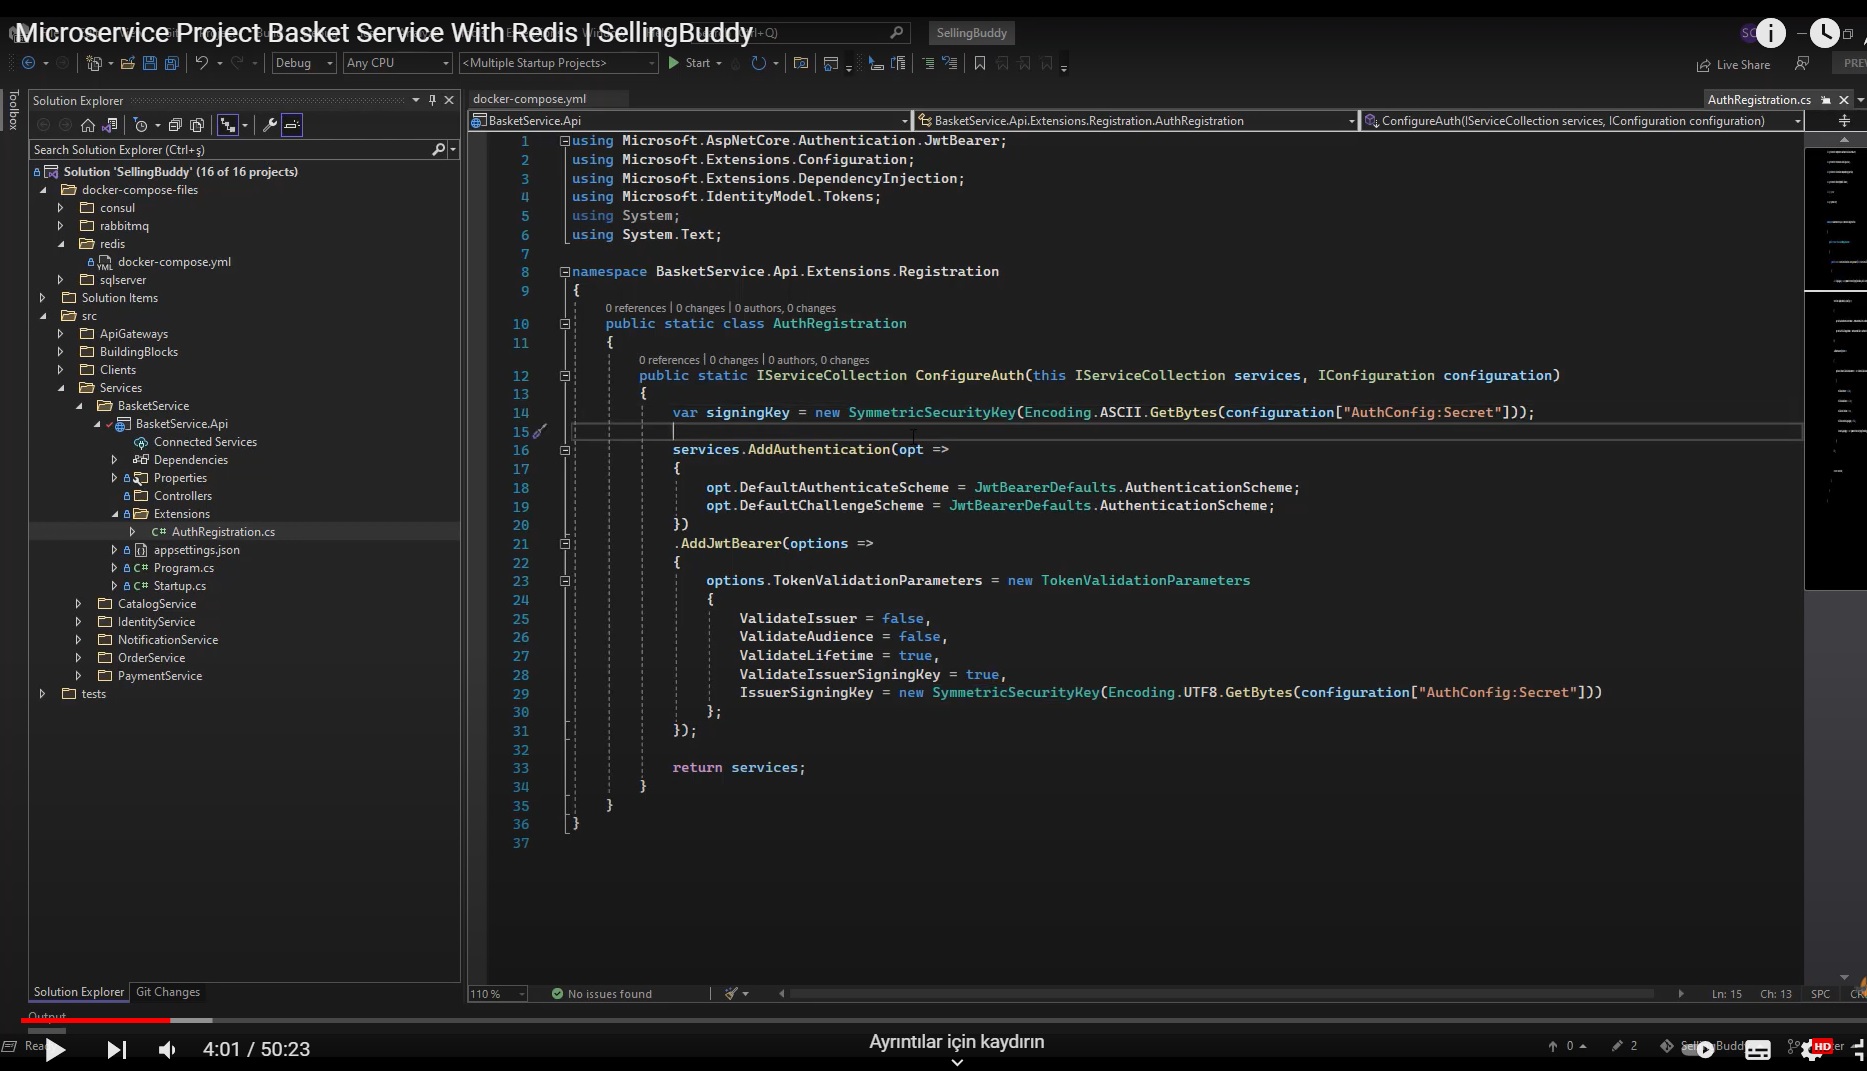 Microservice Project Basket Service With Redis | SellingBuddy
SellingBuddy
Debug
Any CPU
<Multiple Startup Projects>
Start
Live Share
Toolbox
Solution Explorer
Search Solution Explorer (Ctrl+ş)
Solution 'SellingBuddy' (16 of 16 projects)
docker-compose-files
consul
rabbitmq
redis
docker-compose.yml
sqlserver
Solution Items
src
ApiGateways
BuildingBlocks
Clients
Services
BasketService
BasketService.Api
Connected Services
Dependencies
Properties
Controllers
Extensions
C# AuthRegistration.cs
appsettings.json
C# Program.cs
C# Startup.cs
CatalogService
IdentityService
NotificationService
OrderService
PaymentService
tests
Solution Explorer
Git Changes
docker-compose.yml
AuthRegistration.cs
BasketService.Api
BasketService.Api.Extensions.Registration.AuthRegistration
ConfigureAuth(IServiceCollection services, IConfiguration configuration)
1 using Microsoft.AspNetCore.Authentication.JwtBearer;
2 using Microsoft.Extensions.Configuration;
3 using Microsoft.Extensions.DependencyInjection;
4 using Microsoft.IdentityModel.Tokens;
5 using System;
6 using System.Text;
7
8 namespace BasketService.Api.Extensions.Registration
9 {
0 references | 0 changes | 0 authors, 0 changes
10 public static class AuthRegistration
11 {
0 references | 0 changes | 0 authors, 0 changes
12 public static IServiceCollection ConfigureAuth(this IServiceCollection services, IConfiguration configuration)
13 {
14 var signingKey = new SymmetricSecurityKey(Encoding.ASCII.GetBytes(configuration["AuthConfig:Secret"]));
15
16 services.AddAuthentication(opt =>
17 {
18 opt.DefaultAuthenticateScheme = JwtBearerDefaults.AuthenticationScheme;
19 opt.DefaultChallengeScheme = JwtBearerDefaults.AuthenticationScheme;
20 })
21 .AddJwtBearer(options =>
22 {
23 options.TokenValidationParameters = new TokenValidationParameters
24 {
25 ValidateIssuer = false,
26 ValidateAudience = false,
27 ValidateLifetime = true,
28 ValidateIssuerSigningKey = true,
29 IssuerSigningKey = new SymmetricSecurityKey(Encoding.UTF8.GetBytes(configuration["AuthConfig:Secret"]))
30 };
31 });
32
33 return services;
34 }
35 }
36 }
37
110 %
No issues found
Ln: 15
Ch: 13
SPC
Output
4:01 / 50:23
Ayrıntılar için kaydırın
0
2
HD